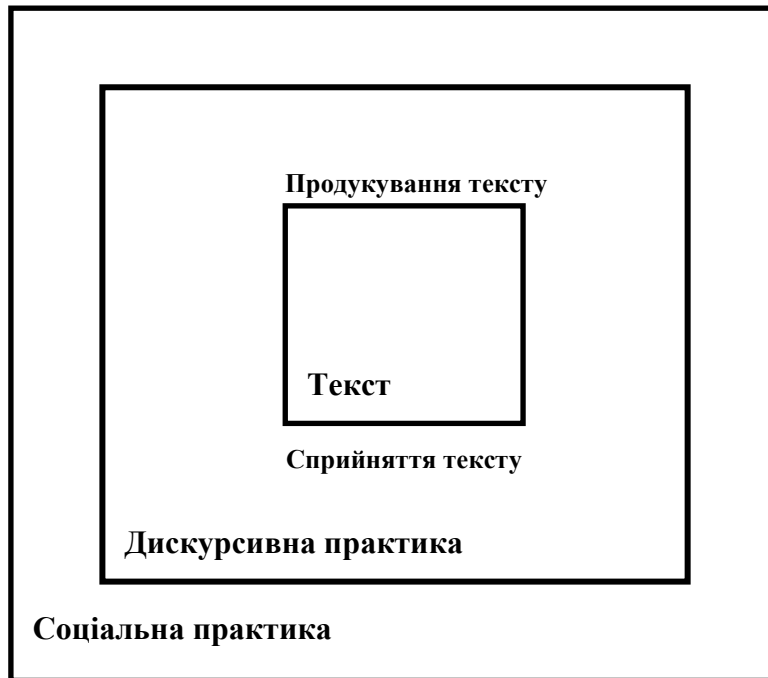 Продукування тексту
Текст
Сприйняття тексту
Дискурсивна практика
Соціальна практика